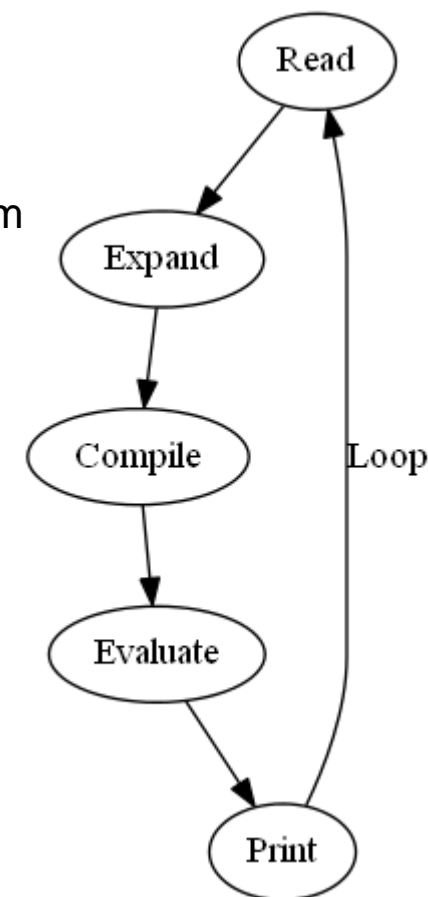 Read
m
Expand
Compile
Loop
Evaluate
Print